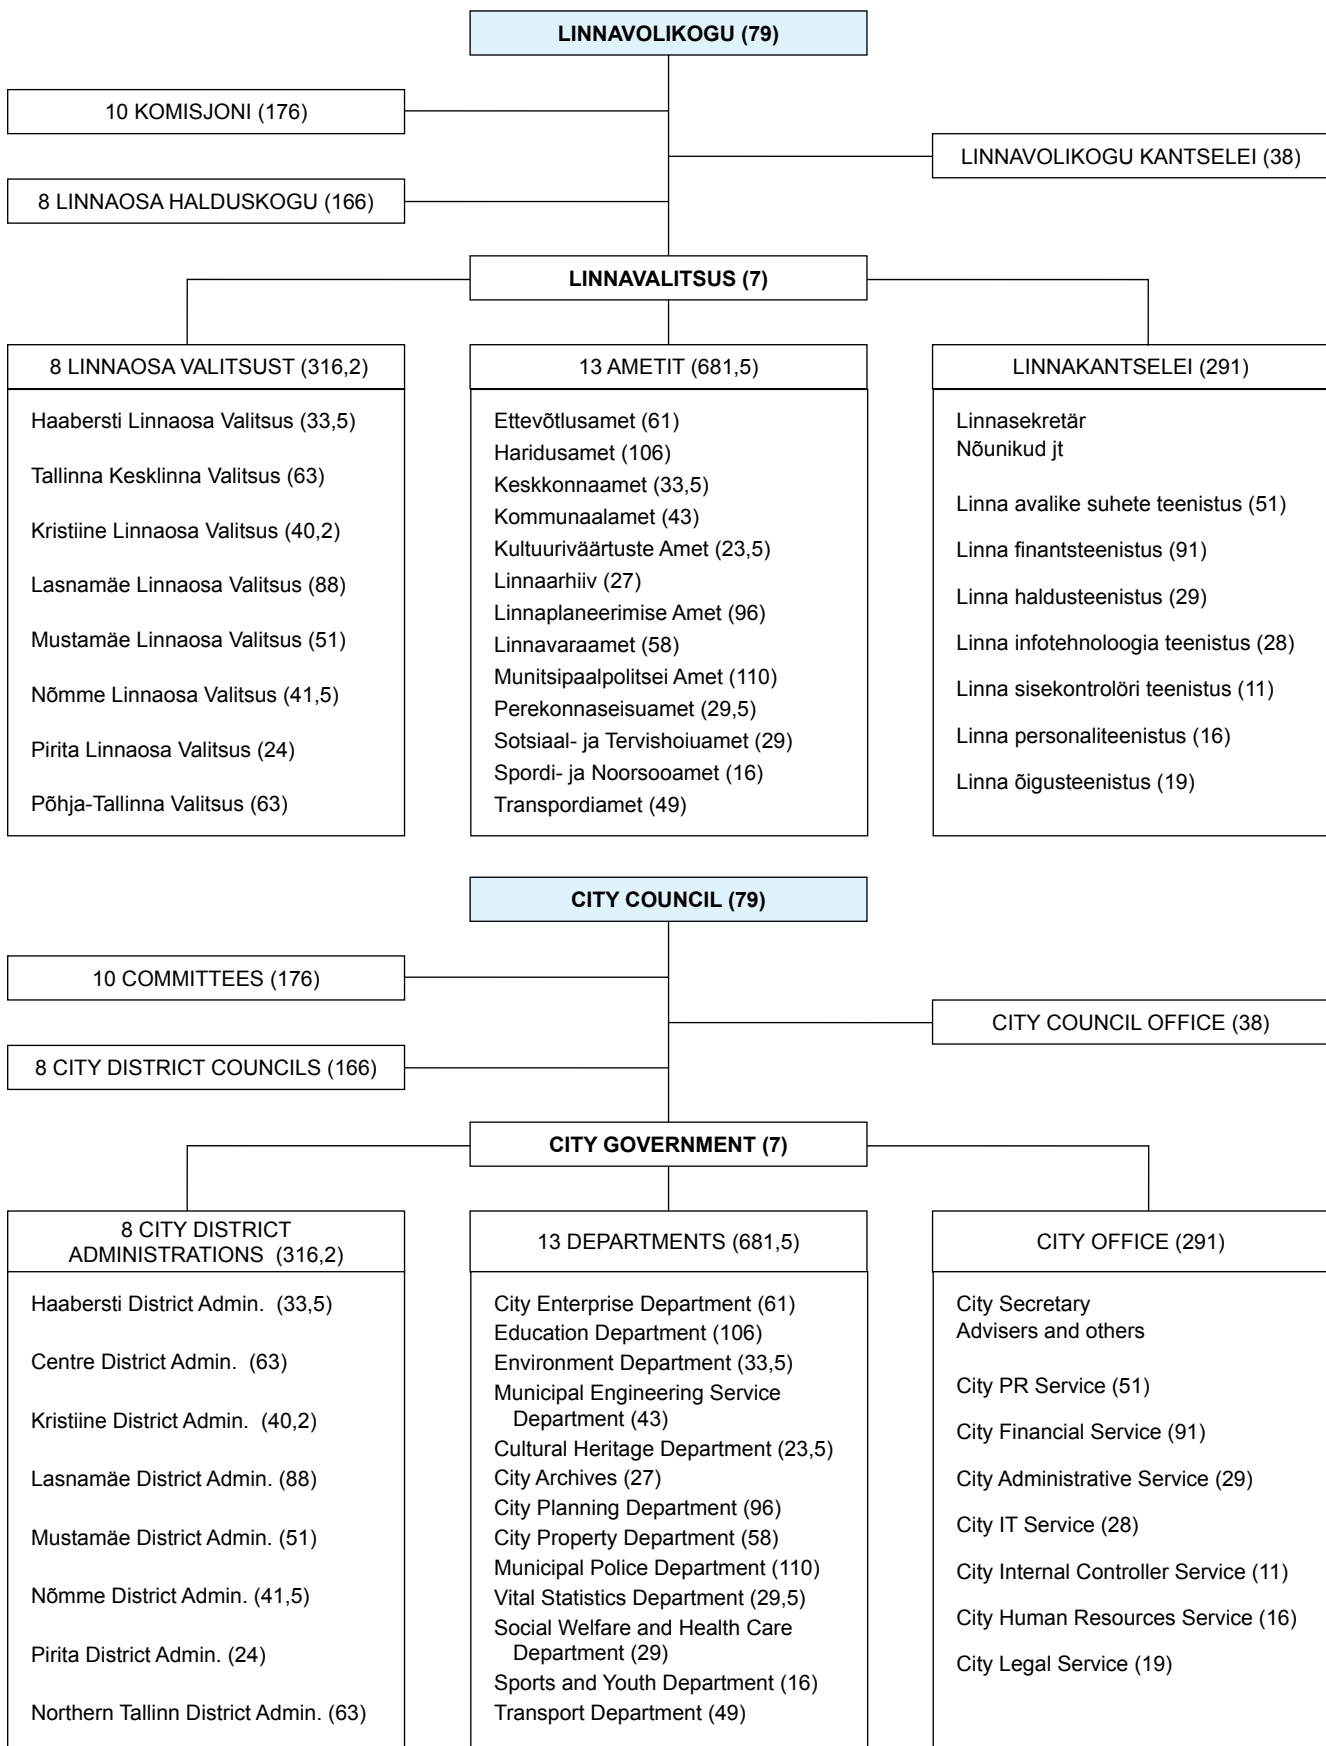 LINNAVOLIKOGU (79)
10 KOMISJONI (176)
LINNAVOLIKOGU KANTSELEI (38)
8 LINNAOSA HALDUSKOGU (166)
LINNAVALITSUS (7)
8 LINNAOSA VALITSUST (316,2)
Haabersti Linnaosa Valitsus (33,5)
Tallinna Kesklinna Valitsus (63)
Kristiine Linnaosa Valitsus (40,2)
Lasnamäe Linnaosa Valitsus (88)
Mustamäe Linnaosa Valitsus (51)
Nõmme Linnaosa Valitsus (41,5)
Pirita Linnaosa Valitsus (24)
Põhja-Tallinna Valitsus (63)
13 AMETIT (681,5)
Ettevõtlusamet (61)
Haridusamet (106)
Keskkonnaamet (33,5)
Kommunaalamet (43)
Kultuuriväärtuste Amet (23,5)
Linnaarhiiv (27)
Linnaplaneerimise Amet (96)
Linnavaraamet (58)
Munitsipaalpolitsei Amet (110)
Perekonnaseisuamet (29,5)
Sotsiaal- ja Tervishoiuamet (29)
Spordi- ja Noorsooamet (16)
Transpordiamet (49)
LINNAKANTSELEI (291)
Linnasekretär
Nõunikud jt
Linna avalike suhete teenistus (51)
Linna finantsteenistus (91)
Linna haldusteenistus (29)
Linna infotehnoloogia teenistus (28)
Linna sisekontrolöri teenistus (11)
Linna personaliteenistus (16)
Linna õigusteenistus (19)
CITY COUNCIL (79)
10 COMMITTEES (176)
CITY COUNCIL OFFICE (38)
8 CITY DISTRICT COUNCILS (166)
CITY GOVERNMENT (7)
8 CITY DISTRICT
ADMINISTRATIONS (316,2)
Haabersti District Admin. (33,5)
Centre District Admin. (63)
Kristiine District Admin. (40,2)
Lasnamäe District Admin. (88)
Mustamäe District Admin. (51)
Nõmme District Admin. (41,5)
Pirita District Admin. (24)
Northern Tallinn District Admin. (63)
13 DEPARTMENTS (681,5)
City Enterprise Department (61)
Education Department (106)
Environment Department (33,5)
Municipal Engineering Service
Department (43)
Cultural Heritage Department (23,5)
City Archives (27)
City Planning Department (96)
City Property Department (58)
Municipal Police Department (110)
Vital Statistics Department (29,5)
Social Welfare and Health Care
Department (29)
Sports and Youth Department (16)
Transport Department (49)
CITY OFFICE (291)
City Secretary
Advisers and others
City PR Service (51)
City Financial Service (91)
City Administrative Service (29)
City IT Service (28)
City Internal Controller Service (11)
City Human Resources Service (16)
City Legal Service (19)